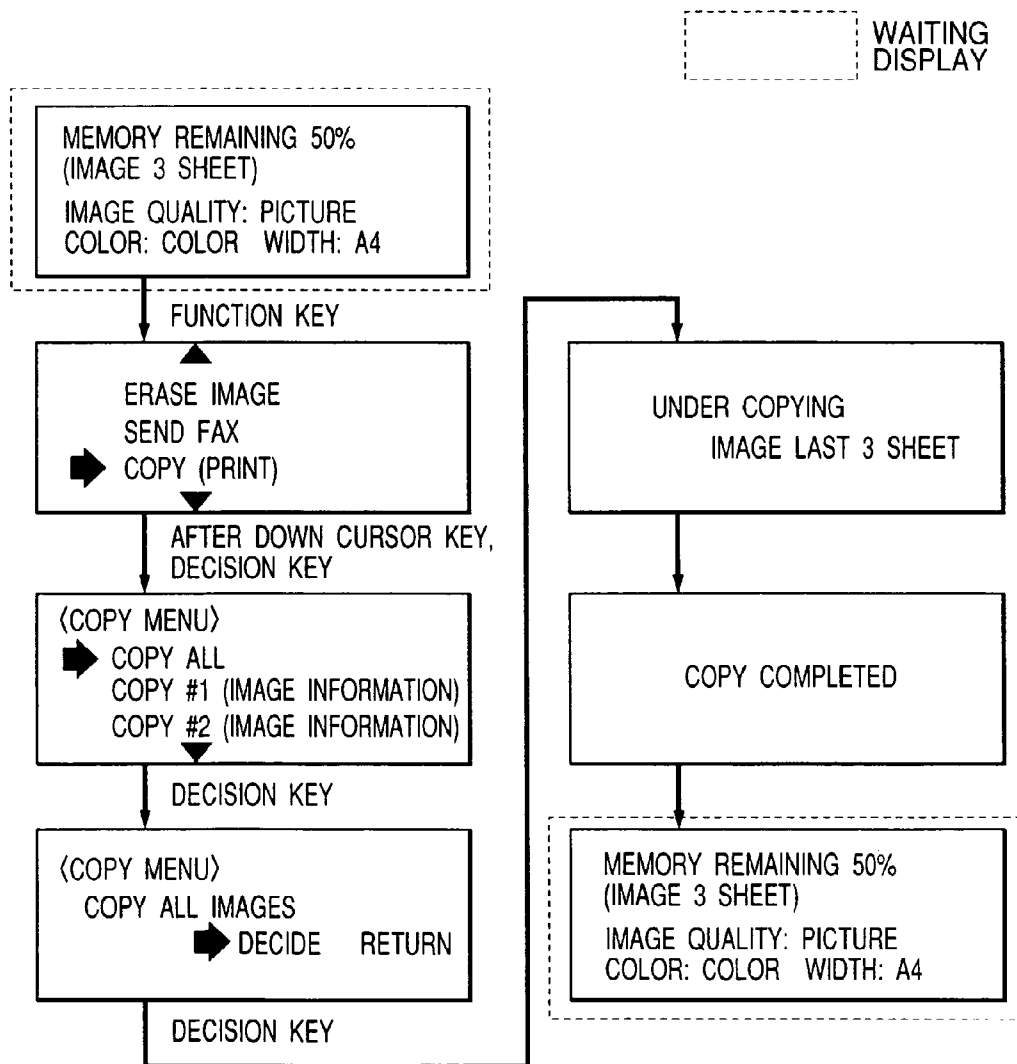 WAITING
DISPLAY
MEMORY REMAINING 50%
(IMAGE 3 SHEET)
IMAGE QUALITY: PICTURE
COLOR: COLOR WIDTH: A4
FUNCTION KEY
ERASE IMAGE
SEND FAX
COPY (PRINT)
AFTER DOWN CURSOR KEY,
DECISION KEY
〈COPY MENU〉
COPY ALL
COPY #1 (IMAGE INFORMATION)
COPY #2 (IMAGE INFORMATION)
DECISION KEY
〈COPY MENU〉
COPY ALL IMAGES
DECIDE RETURN
DECISION KEY
UNDER COPYING
IMAGE LAST 3 SHEET
COPY COMPLETED
MEMORY REMAINING 50%
(IMAGE 3 SHEET)
IMAGE QUALITY: PICTURE
COLOR: COLOR WIDTH: A4